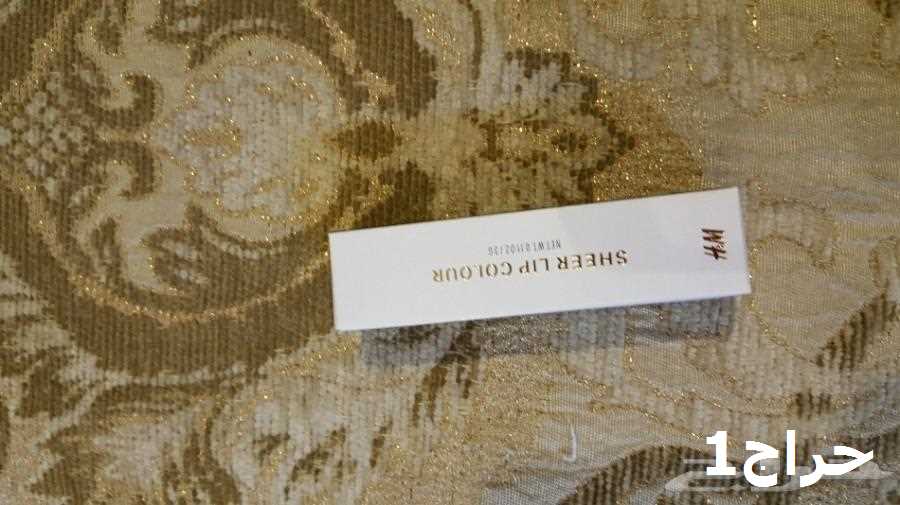 H&M
SHEER LIP COLOUR
NET WT. 0.11 OZ / 3G
حراج1